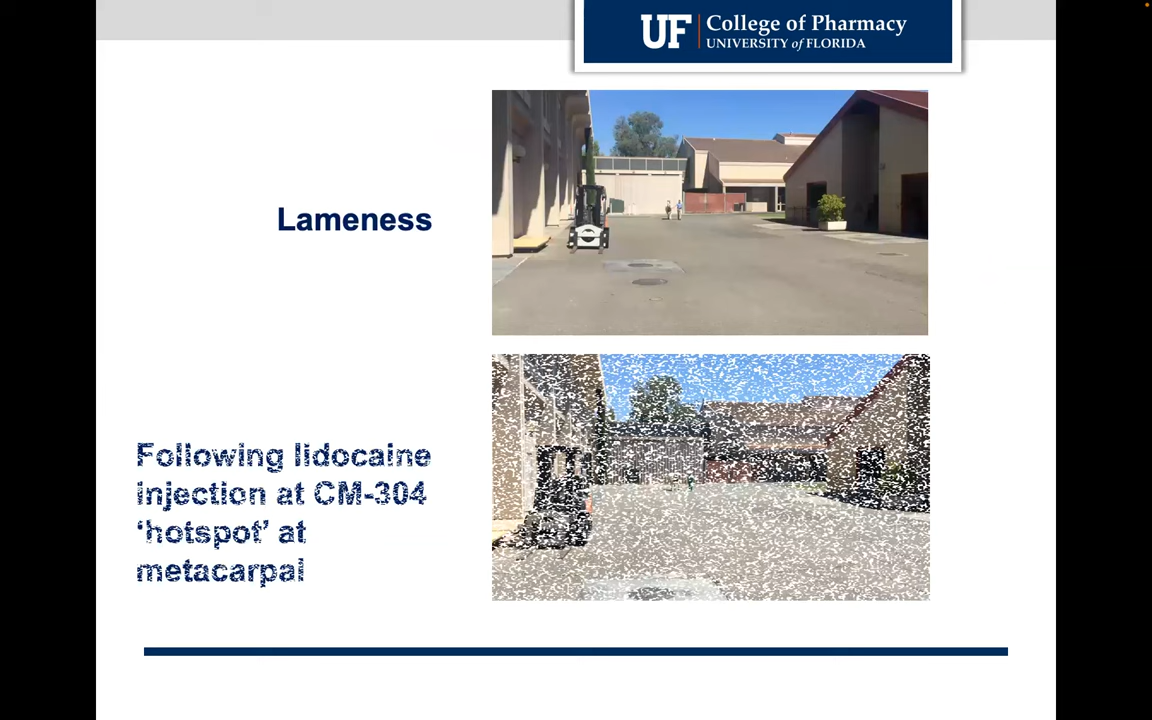 UF College of Pharmacy
UNIVERSITY of FLORIDA
Lameness
Following lidocaine
injection at CM-304
‘hotspot’ at
metacarpal